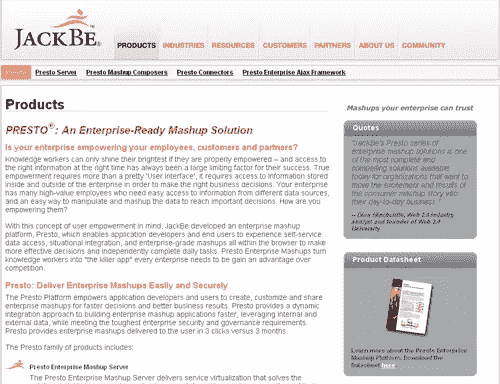 JACKBE®
PRODUCTS INDUSTRIES RESOURCES CUSTOMERS PARTNERS ABOUT US COMMUNITY
Presto Server Presto Mashup Composers Presto Connectors Presto Enterprise Ajax Framework
Products
Mashups your enterprise can trust
PRESTO®: An Enterprise-Ready Mashup Solution
Is your enterprise empowering your employees, customers and partners?
Knowledge workers can only shine their brightest if they are properly empowered – and access to
the right information at the right time has always been a large limiting factor for their success. True
empowerment requires more than a pretty 'User Interface', it requires access to information stored
inside and outside of the enterprise in order to make the right business decisions. Your enterprise
has many high-value employees who need easy access to information from different data sources,
and an easy way to manipulate and mashup the data to reach important decisions. How are you
empowering them?
With this concept of user empowerment in mind, JackBe developed an enterprise mashup
platform, Presto, which enables application developers and end users to experience self-service
data access, situational integration, and enterprise-grade mashups all within the browser to make
more effective decisions and independently complete daily tasks. Presto Enterprise Mashups turn
knowledge workers into "the killer app" every enterprise needs to be gain an advantage over
competition.
Presto: Deliver Enterprise Mashups Easily and Securely
The Presto Platform empowers application developers and users to create, customize and share
enterprise mashups for faster decisions and better business results. Presto provides a dynamic
integration approach to building enterprise mashup applications faster, leveraging internal and
external data, while meeting the toughest enterprise security and governance requirements.
Presto provides enterprise mashups delivered to the user in 3 clicks versus 3 months.
The Presto family of products includes:
Presto Enterprise Mashup Server
The Presto Enterprise Mashup Server delivers service virtualization that solves the
Quotes
"JackBe's Presto series of
enterprise mashup solutions is one
of the most complete and
compelling solutions available
today for organizations that want to
move the excitement and results of
the consumer mashup story into
their day-to-day business."
Web 2.0 industry
analyst and founder of Web 2.0
University
Product Datasheet
Learn more about the Presto Enterprise
Mashup Platform. Download the
datasheet here